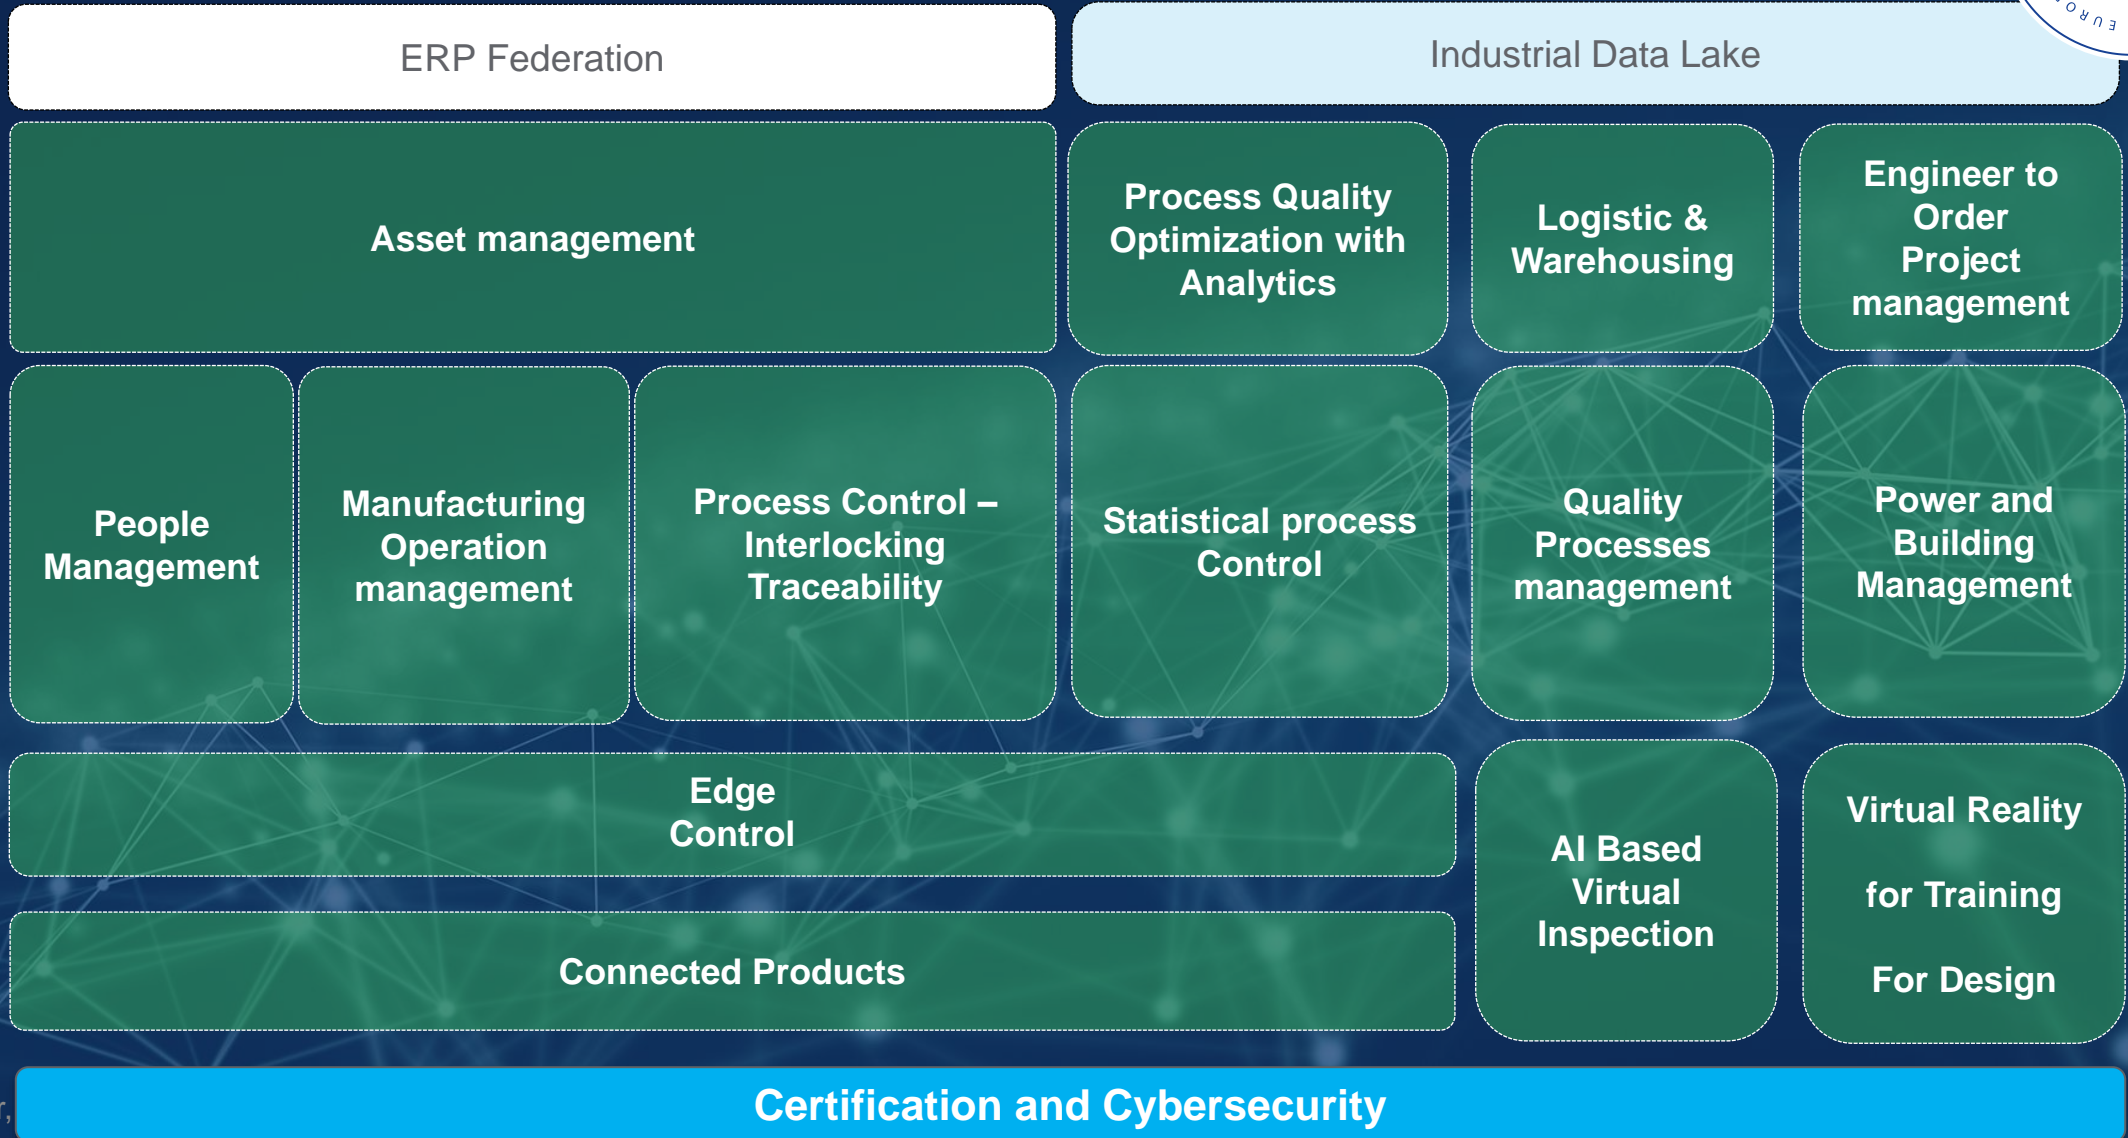 ERP Federation
Industrial Data Lake
Asset management
Process Quality
Optimization with
Analytics
Logistic &
Warehousing
Engineer to
Order
Project
management
People
Management
Manufacturing
Operation
management
Process Control –
Interlocking
Traceability
Statistical process
Control
Quality
Processes
management
Power and
Building
Management
Edge
Control
AI Based
Virtual
Inspection
Virtual Reality
for Training
For Design
Connected Products
Certification and Cybersecurity